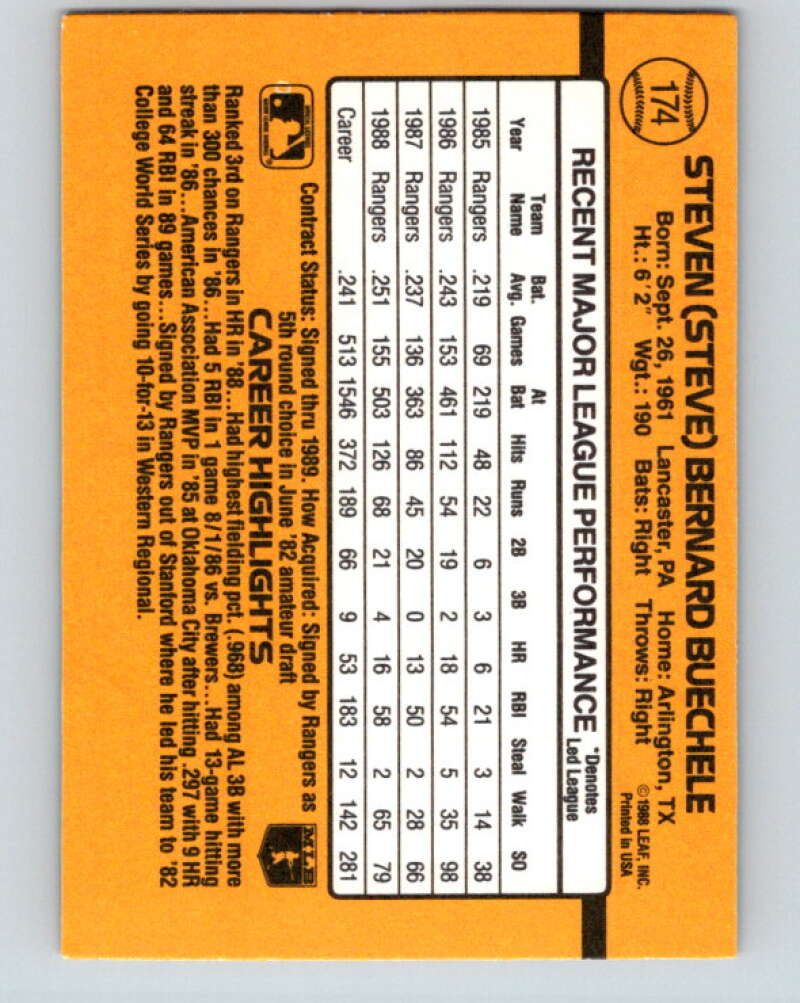 174
STEVEN (STEVE) BERNARD BUECHELE
Born: Sept. 26, 1961 Lancaster, PA Home: Arlington, TX
Ht.: 6'2" Wgt.: 190 Bats: Right Throws: Right
©1988 LEAF, INC.
Printed in USA
RECENT MAJOR LEAGUE PERFORMANCE
*Denotes
Led League
Team Bat. At
Year Name Avg. Games Bat Hits Runs 2B 3B HR RBI Steal Walk SO
1985 Rangers .219 69 219 48 22 6 3 6 21 3 14 38
1986 Rangers .243 153 461 112 54 19 2 18 54 5 35 98
1987 Rangers .237 136 363 86 45 20 0 13 50 2 28 66
1988 Rangers .251 155 503 126 68 21 4 16 58 2 65 79
Career .241 513 1546 372 189 66 9 53 183 12 142 281
Contract Status: Signed thru 1989. How Acquired: Signed by Rangers as
5th round choice in June '82 amateur draft
MLB
CAREER HIGHLIGHTS
Ranked 3rd on Rangers in HR in '88...Had highest fielding pct. (.968) among AL 3B with more
than 300 chances in '86...Had 5 RBI in 1 game 8/1/86 vs. Brewers...Had 13-game hitting
streak in '86...American Association MVP in '85 at Oklahoma City after hitting .297 with 9 HR
and 64 RBI in 89 games...Signed by Rangers out of Stanford where he led his team to '82
College World Series by going 10-for-13 in Western Regional.